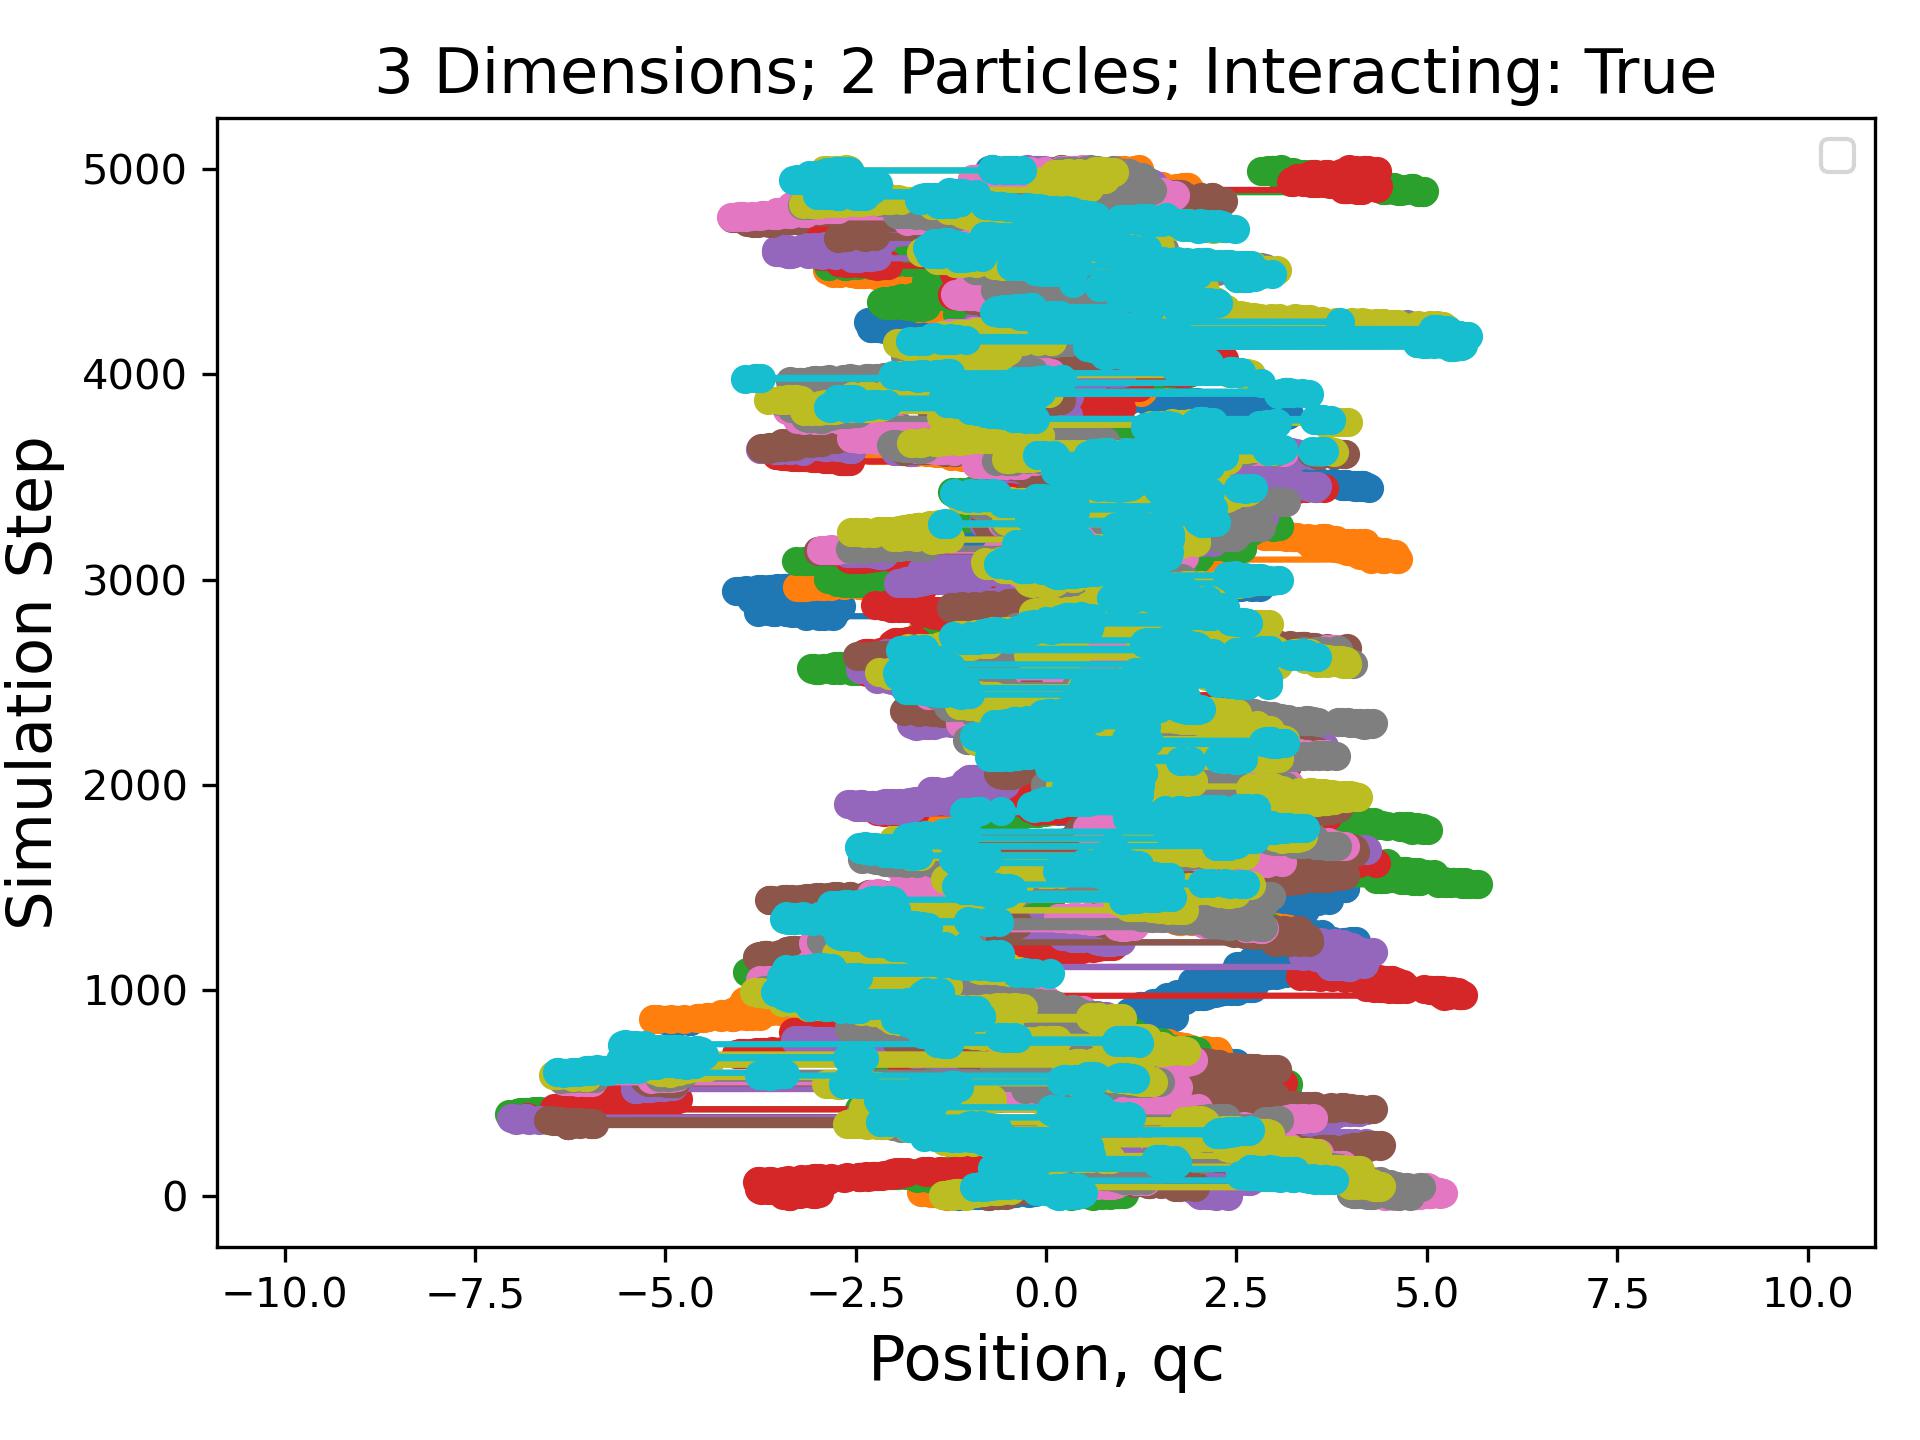 3 Dimensions; 2 Particles; Interacting: True
Simulation Step
5000
4000
3000
2000
1000
0
−10.0 −7.5 −5.0 −2.5 0.0 2.5 5.0 7.5 10.0
Position, qc